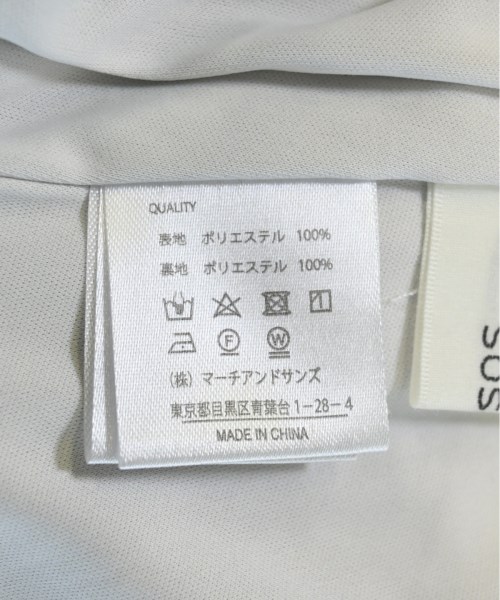 QUALITY
表地 ポリエステル 100%
裏地 ポリエステル 100%
F W
(株) マーチアンドサンズ
東京都目黒区青葉台1-28-4
MADE IN CHINA
SOS